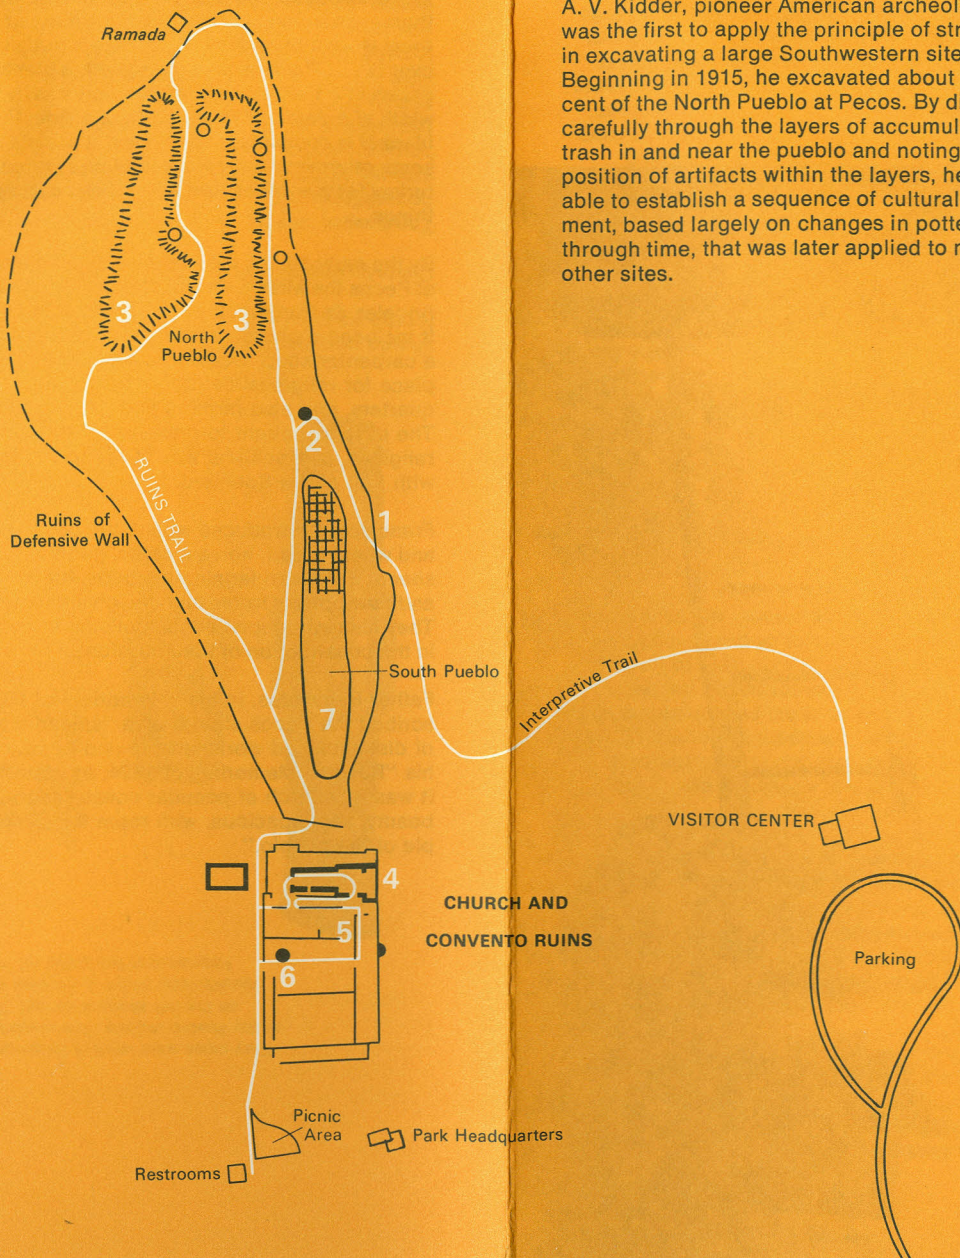 A. V. Kidder, pioneer American
was the first to apply the principle of
in excavating a large Southwestern site
Beginning in 1915, he excavated about
cent of the North Pueblo at Pecos. By
carefully through the layers of
trash in and near the pueblo and noting
position of artifacts within the layers,
able to establish a sequence of cultural
ment, based largely on changes in
through time, that was later applied to
other sites.
Ramada
3
3
North
Pueblo
2
RUINS TRAIL
1
Ruins of
Defensive Wall
South Pueblo
Interpretive Trail
7
VISITOR CENTER
4
CHURCH AND
CONVENTO RUINS
5
6
Parking
Picnic
Area
Park Headquarters
Restrooms